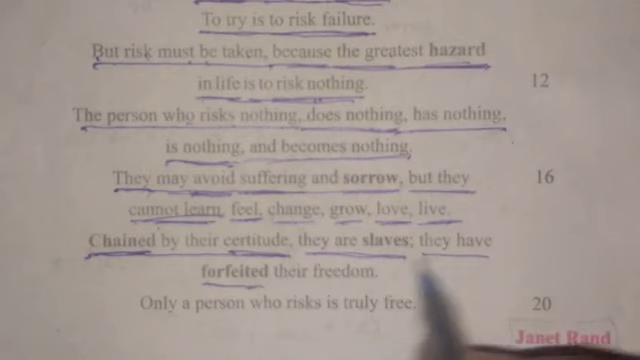 To try is to risk failure.
But risk must be taken, because the greatest hazard
in life is to risk nothing. 12
The person who risks nothing, does nothing, has nothing,
is nothing, and becomes nothing.
They may avoid suffering and sorrow, but they 16
cannot learn, feel, change, grow, love, live.
Chained by their certitude, they are slaves; they have
forfeited their freedom.
Only a person who risks is truly free. 20
Janet Rand